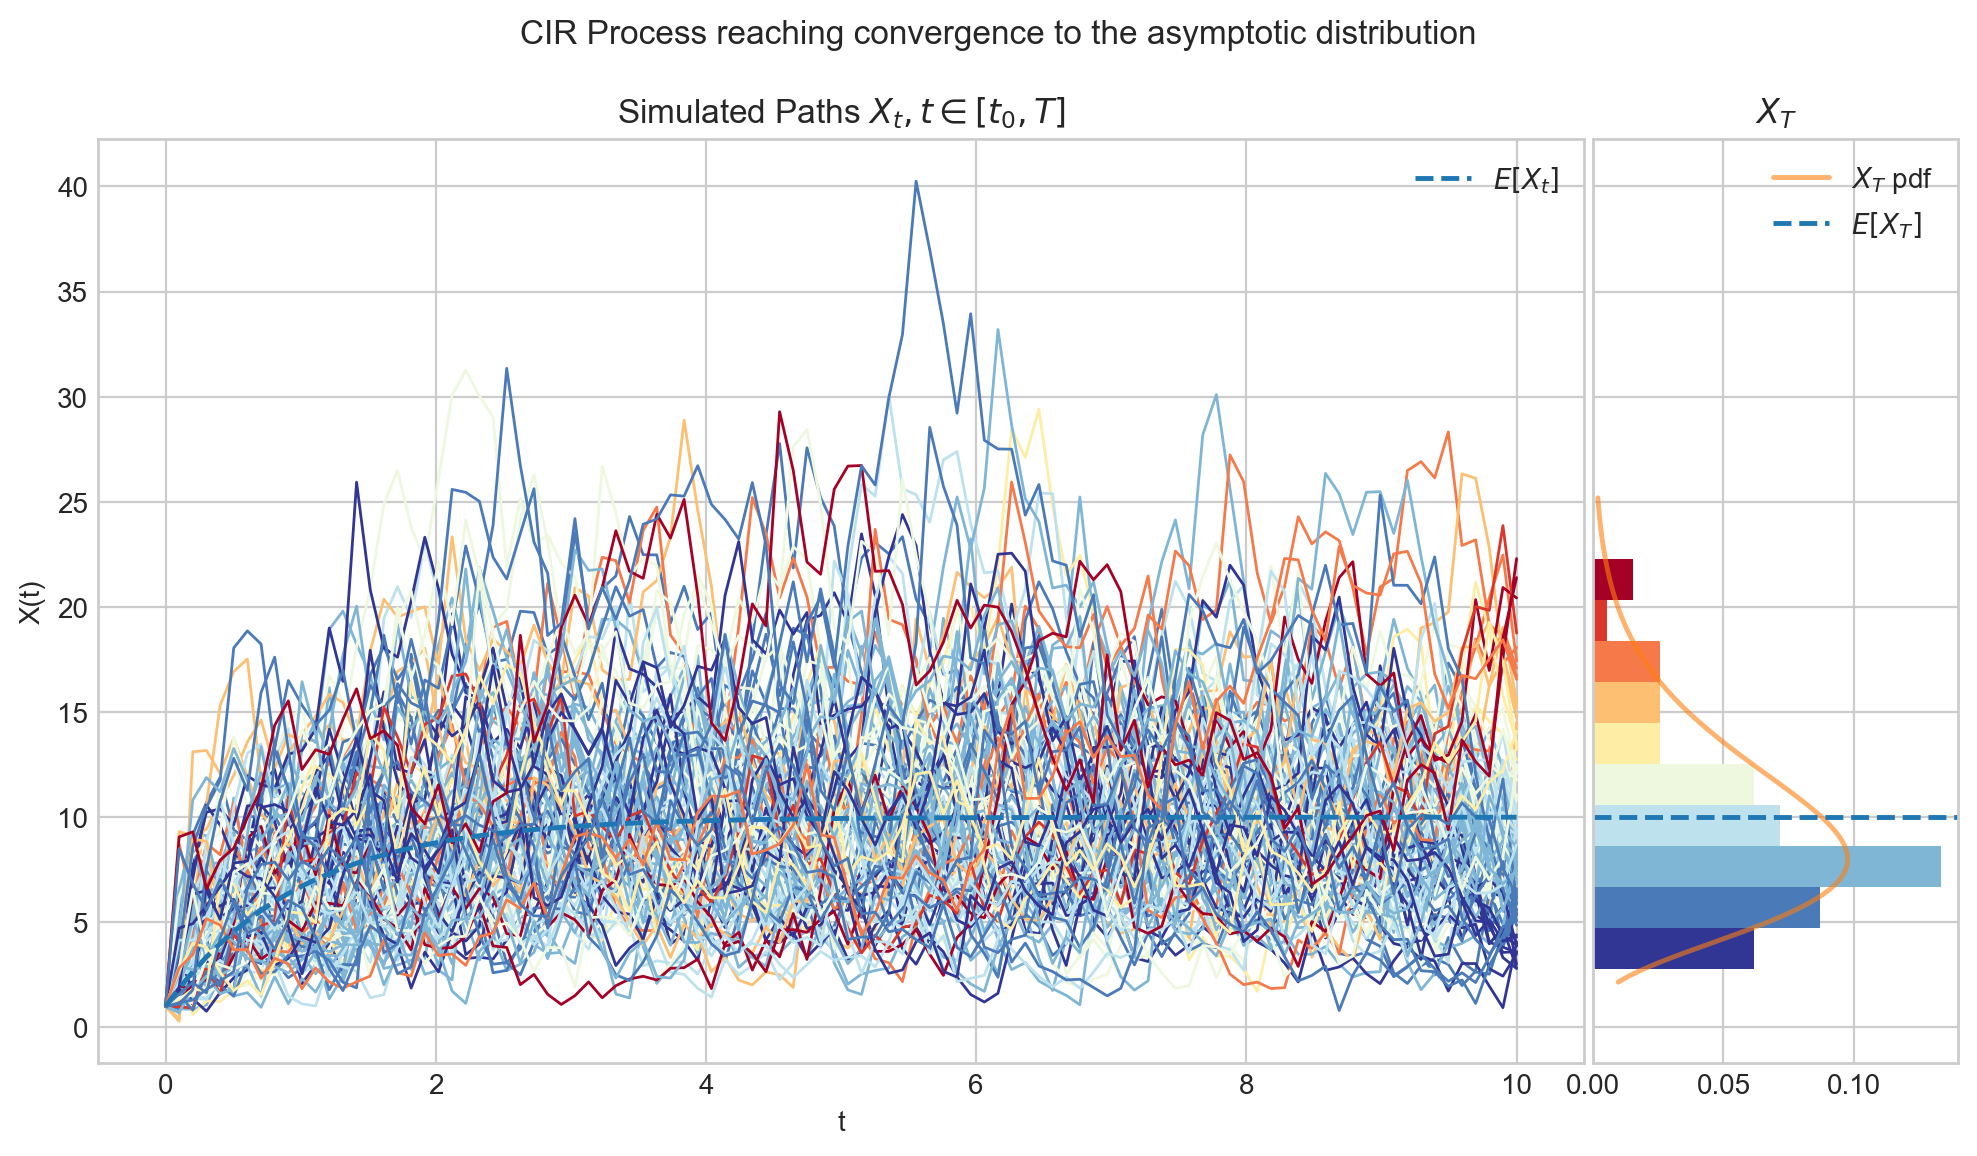 CIR Process reaching convergence to the asymptotic distribution
Simulated Paths X_t, t ∈ [t_0, T]
X_T
E[X_t]
X_T pdf
E[X_T]
40
35
30
25
20
15
10
5
0
X(t)
0 2 4 6 8 10
0.00 0.05 0.10
t